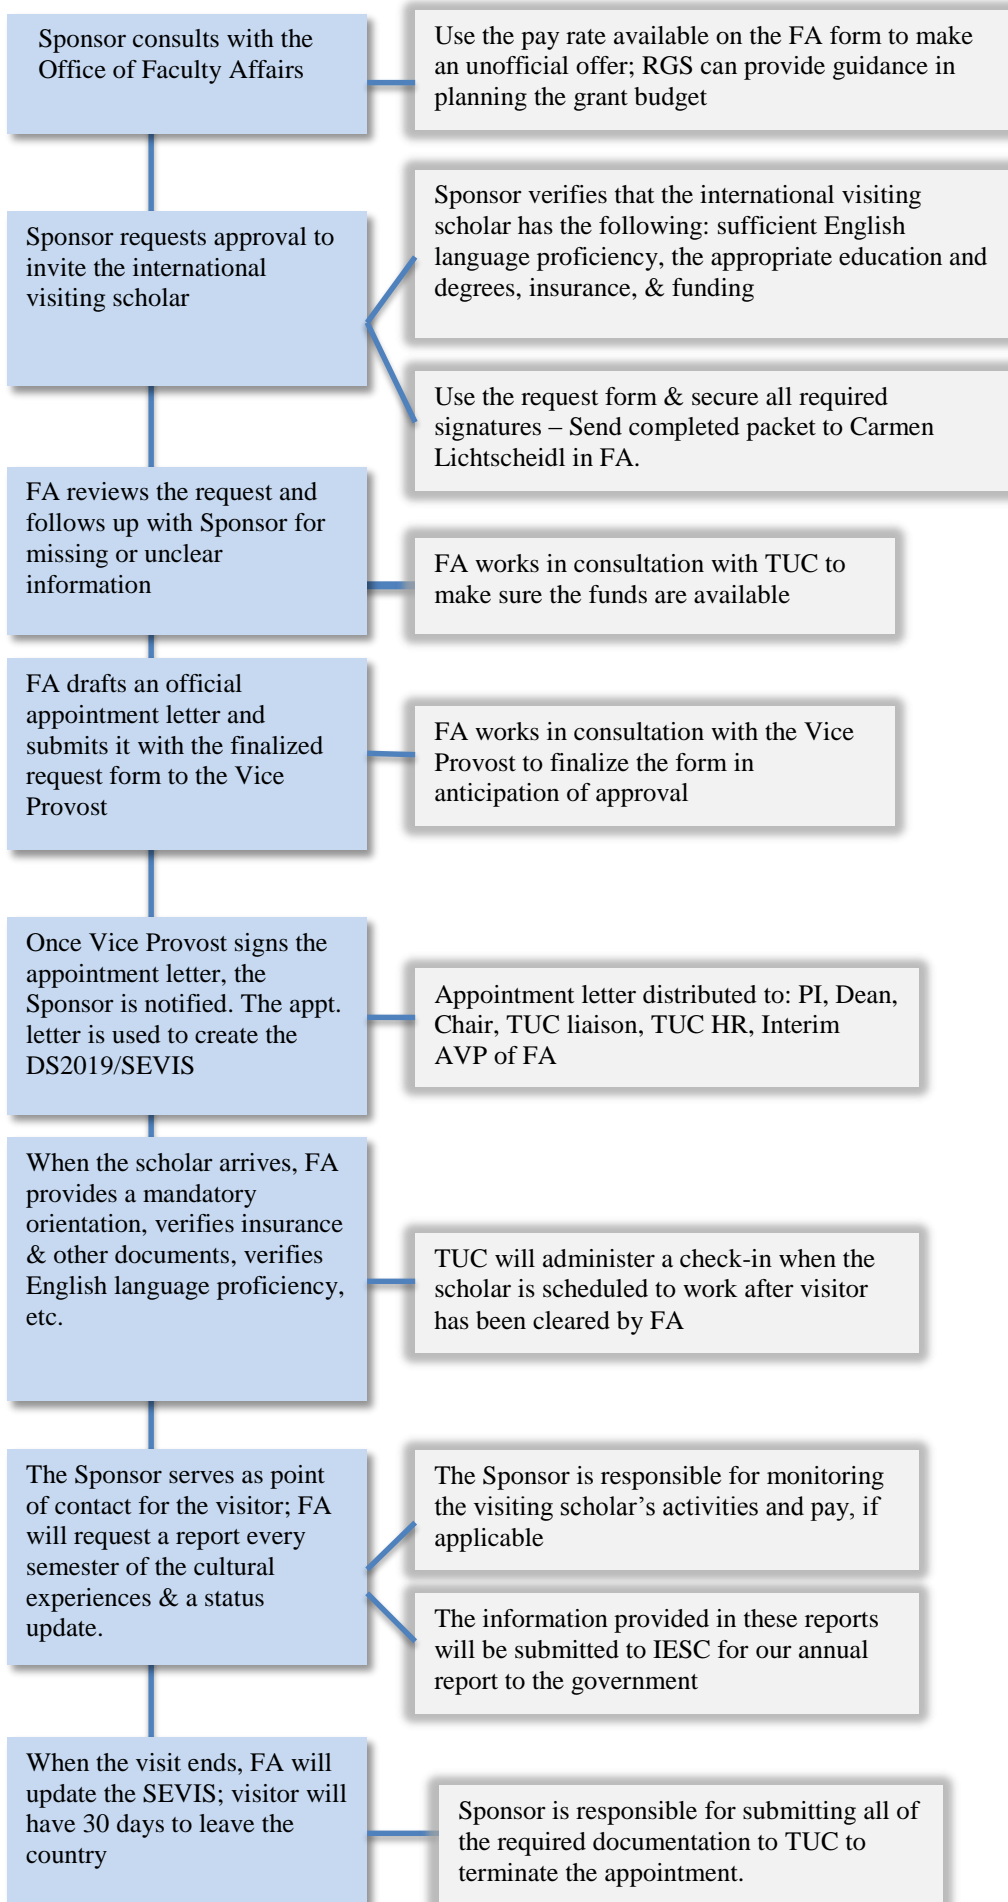 Sponsor consults with the
Office of Faculty Affairs
Use the pay rate available on the FA form to make
an unofficial offer; RGS can provide guidance in
planning the grant budget
Sponsor requests approval to
invite the international
visiting scholar
Sponsor verifies that the international visiting
scholar has the following: sufficient English
language proficiency, the appropriate education and
degrees, insurance, & funding
Use the request form & secure all required
signatures – Send completed packet to Carmen
Lichtscheidl in FA.
FA reviews the request and
follows up with Sponsor for
missing or unclear
information
FA works in consultation with TUC to
make sure the funds are available
FA drafts an official
appointment letter and
submits it with the finalized
request form to the Vice
Provost
FA works in consultation with the Vice
Provost to finalize the form in
anticipation of approval
Once Vice Provost signs the
appointment letter, the
Sponsor is notified. The appt.
letter is used to create the
DS2019/SEVIS
Appointment letter distributed to: PI, Dean,
Chair, TUC liaison, TUC HR, Interim
AVP of FA
When the scholar arrives, FA
provides a mandatory
orientation, verifies insurance
& other documents, verifies
English language proficiency,
etc.
TUC will administer a check-in when the
scholar is scheduled to work after visitor
has been cleared by FA
The Sponsor serves as point
of contact for the visitor; FA
will request a report every
semester of the cultural
experiences & a status
update.
The Sponsor is responsible for monitoring
the visiting scholar's activities and pay, if
applicable
The information provided in these reports
will be submitted to IESC for our annual
report to the government
When the visit ends, FA will
update the SEVIS; visitor will
have 30 days to leave the
country
Sponsor is responsible for submitting all of
the required documentation to TUC to
terminate the appointment.